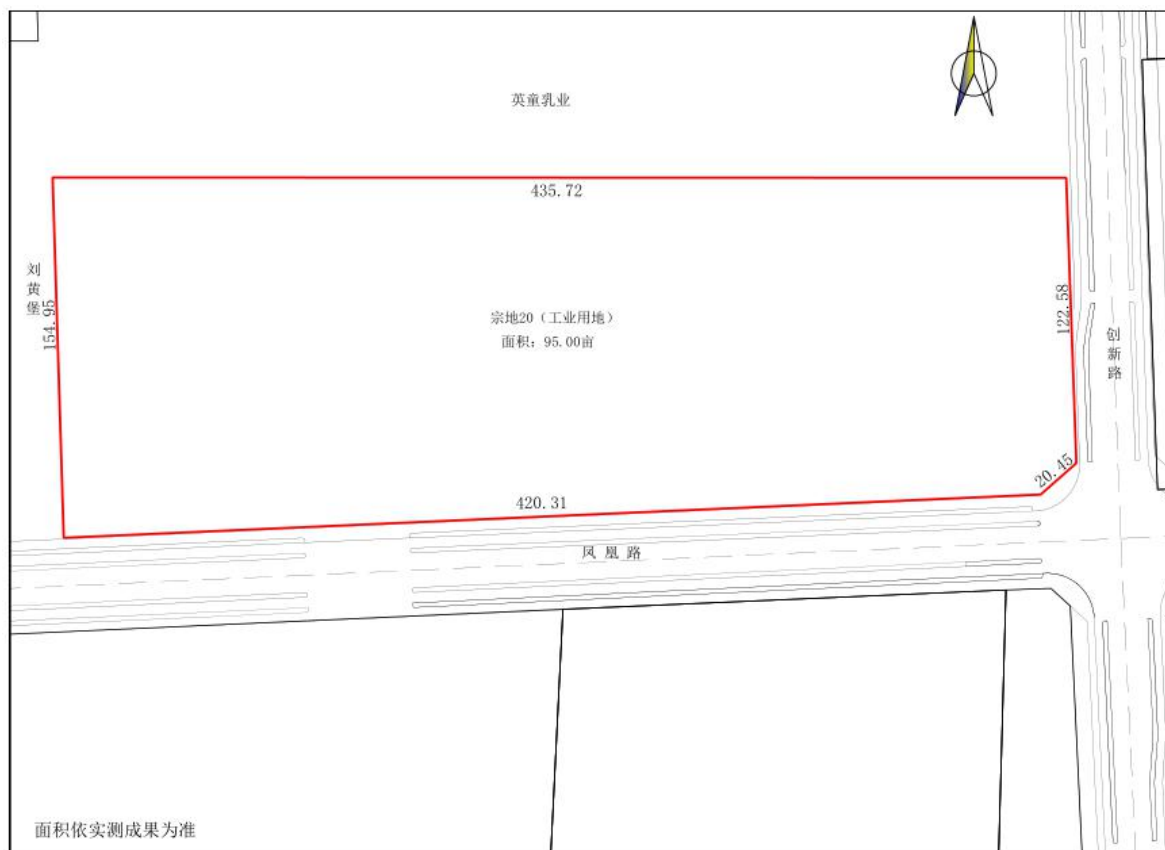 英童乳业
435.72
刘黄堡
154.95
宗地20（工业用地）
面积：95.00亩
122.58
创新路
20.45
420.31
凤凰路
面积依实测成果为准